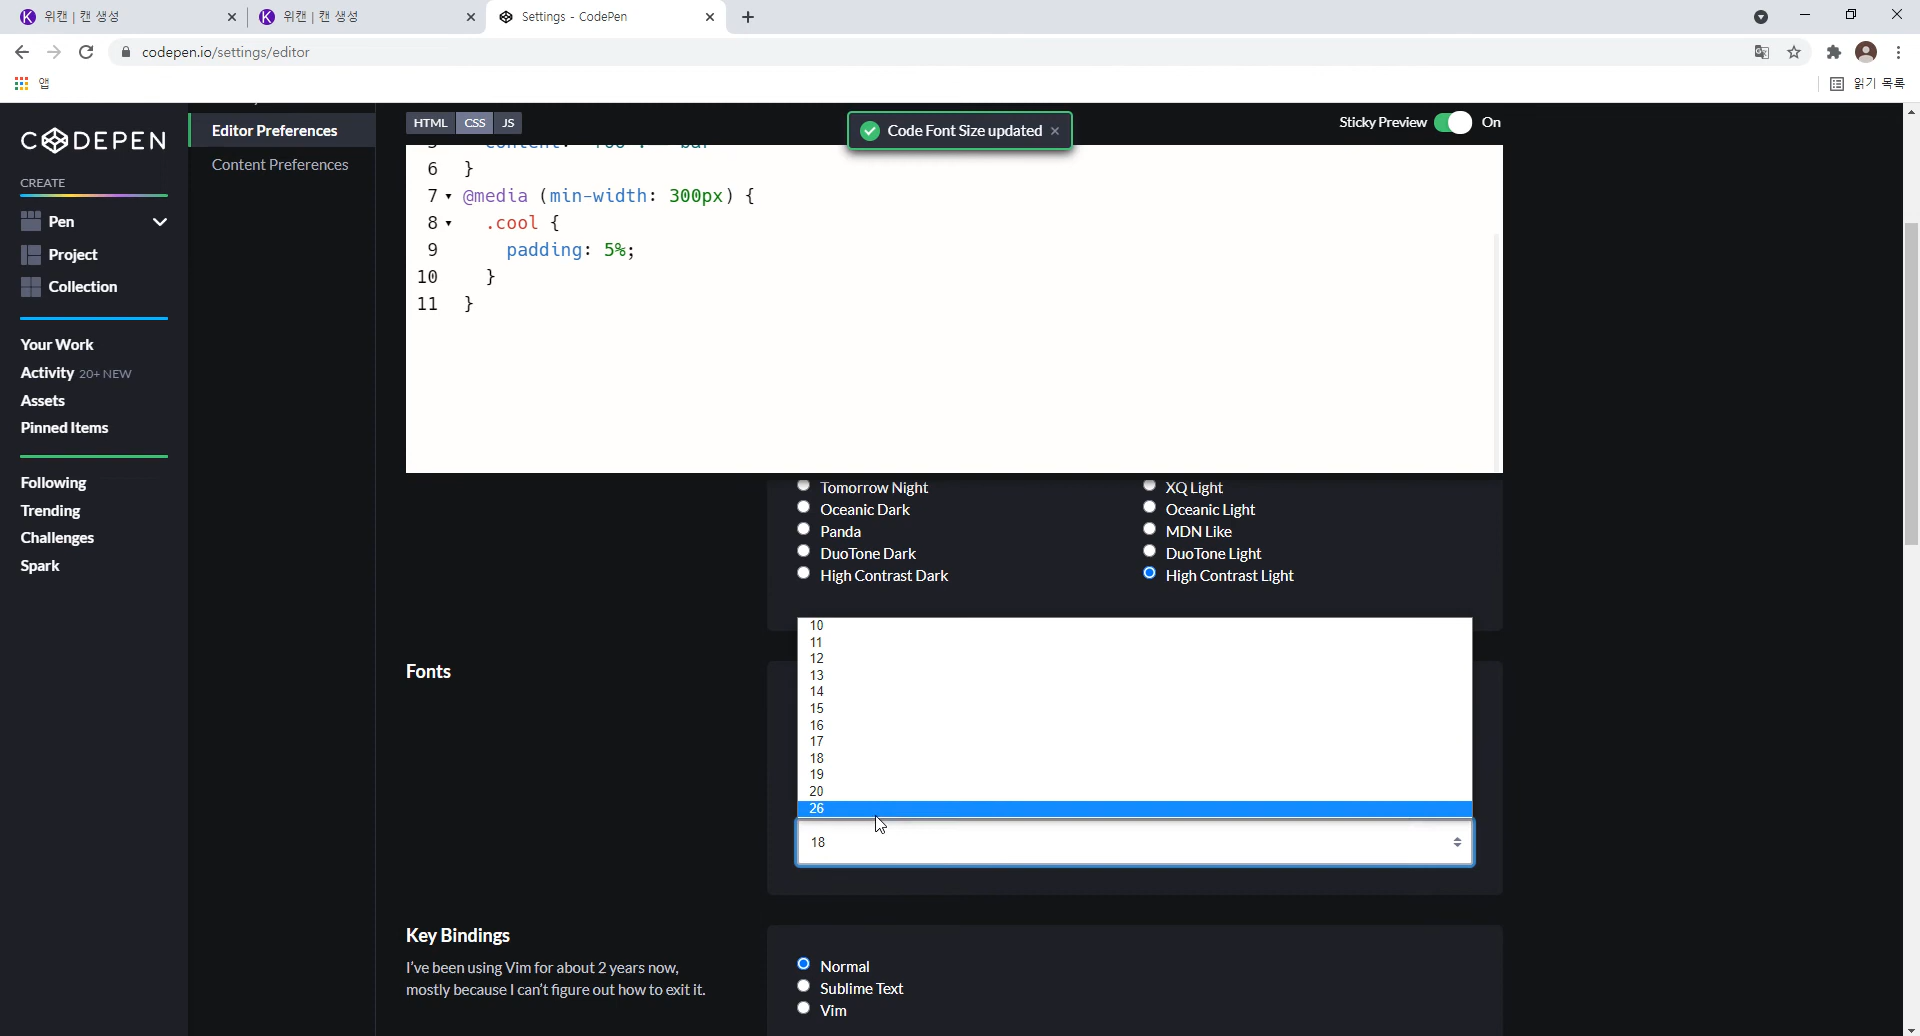 위캔 | 캔 생성
위캔 | 캔 생성
Settings - CodePen
codepen.io/settings/editor
앱
읽기 목록
CODEPEN
CREATE
Pen
Project
Collection
Your Work
Activity 20+ NEW
Assets
Pinned Items
Following
Trending
Challenges
Spark
Editor Preferences
Content Preferences
HTML CSS JS
Code Font Size updated ×
Sticky Preview On
6 }
7 @media (min-width: 300px) {
8 .cool {
9 padding: 5%;
10 }
11 }
Tomorrow Night
Oceanic Dark
Panda
DuoTone Dark
High Contrast Dark
XQ Light
Oceanic Light
MDN Like
DuoTone Light
High Contrast Light
Fonts
10
11
12
13
14
15
16
17
18
19
20
26
18
Key Bindings
I've been using Vim for about 2 years now,
mostly because I can't figure out how to exit it.
Normal
Sublime Text
Vim